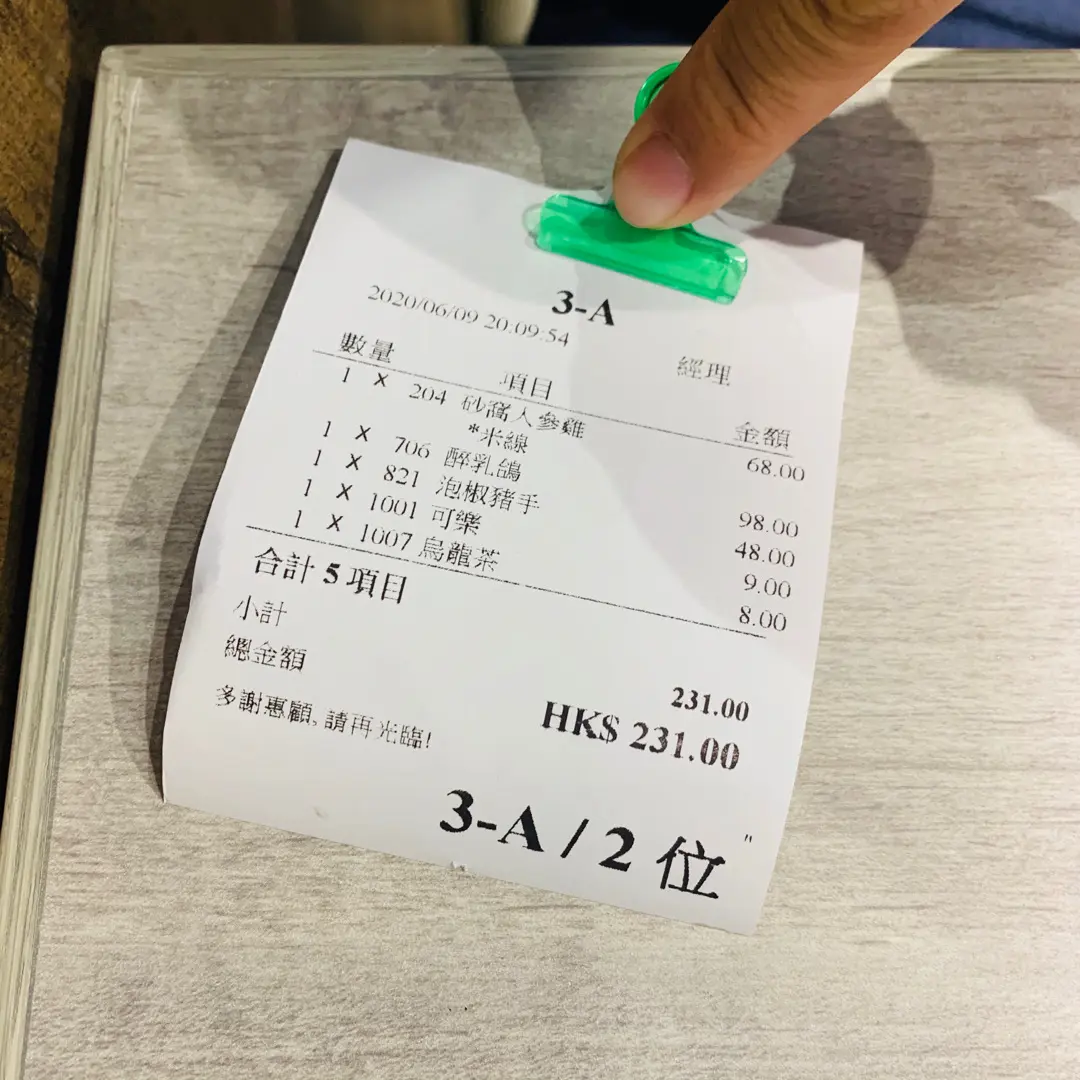 3-A
2020/06/09 20:09:54 經理
數量 項目 金額
1 X 204 砂窩人參雞 68.00
*米線
1 X 706 醉乳鴿 98.00
1 X 821 泡椒豬手 48.00
1 X 1001 可樂 9.00
1 X 1007 烏龍茶 8.00
合計 5 項目
小計 231.00
總金額 HK$ 231.00
多謝惠顧, 請再光臨!
3-A / 2 位 "